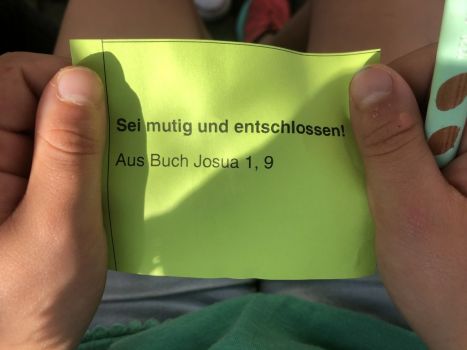 Sei mutig und entschlossen!
Aus Buch Josua 1, 9